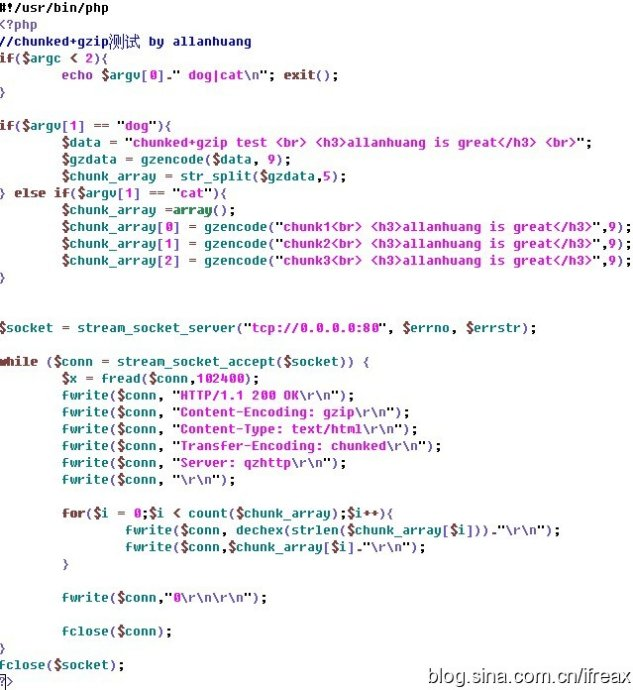 #!/usr/bin/php
<?php
//chunked+gzip测试 by allanhuang
if($argc < 2){
        echo $argv[0]." dog|cat\n"; exit();
}

if($argv[1] == "dog"){
        $data = "chunked+gzip test <br> <h3>allanhuang is great</h3> <br>";
        $gzdata = gzencode($data, 9);
        $chunk_array = str_split($gzdata,5);
} else if($argv[1] == "cat"){
        $chunk_array =array();
        $chunk_array[0] = gzencode("chunk1<br> <h3>allanhuang is great</h3>",9);
        $chunk_array[1] = gzencode("chunk2<br> <h3>allanhuang is great</h3>",9);
        $chunk_array[2] = gzencode("chunk3<br> <h3>allanhuang is great</h3>",9);
}

$socket = stream_socket_server("tcp://0.0.0.0:80", $errno, $errstr);

while ($conn = stream_socket_accept($socket)) {
        $x = fread($conn,102400);
        fwrite($conn, "HTTP/1.1 200 OK\r\n");
        fwrite($conn, "Content-Encoding: gzip\r\n");
        fwrite($conn, "Content-Type: text/html\r\n");
        fwrite($conn, "Transfer-Encoding: chunked\r\n");
        fwrite($conn, "Server: qzhttp\r\n");
        fwrite($conn, "\r\n");

        for($i = 0;$i < count($chunk_array);$i++){
                fwrite($conn, dechex(strlen($chunk_array[$i]))."\r\n");
                fwrite($conn,$chunk_array[$i]."\r\n");
        }

        fwrite($conn,"0\r\n\r\n");

        fclose($conn);
}
fclose($socket);
?>
blog.sina.com.cn/ifreax